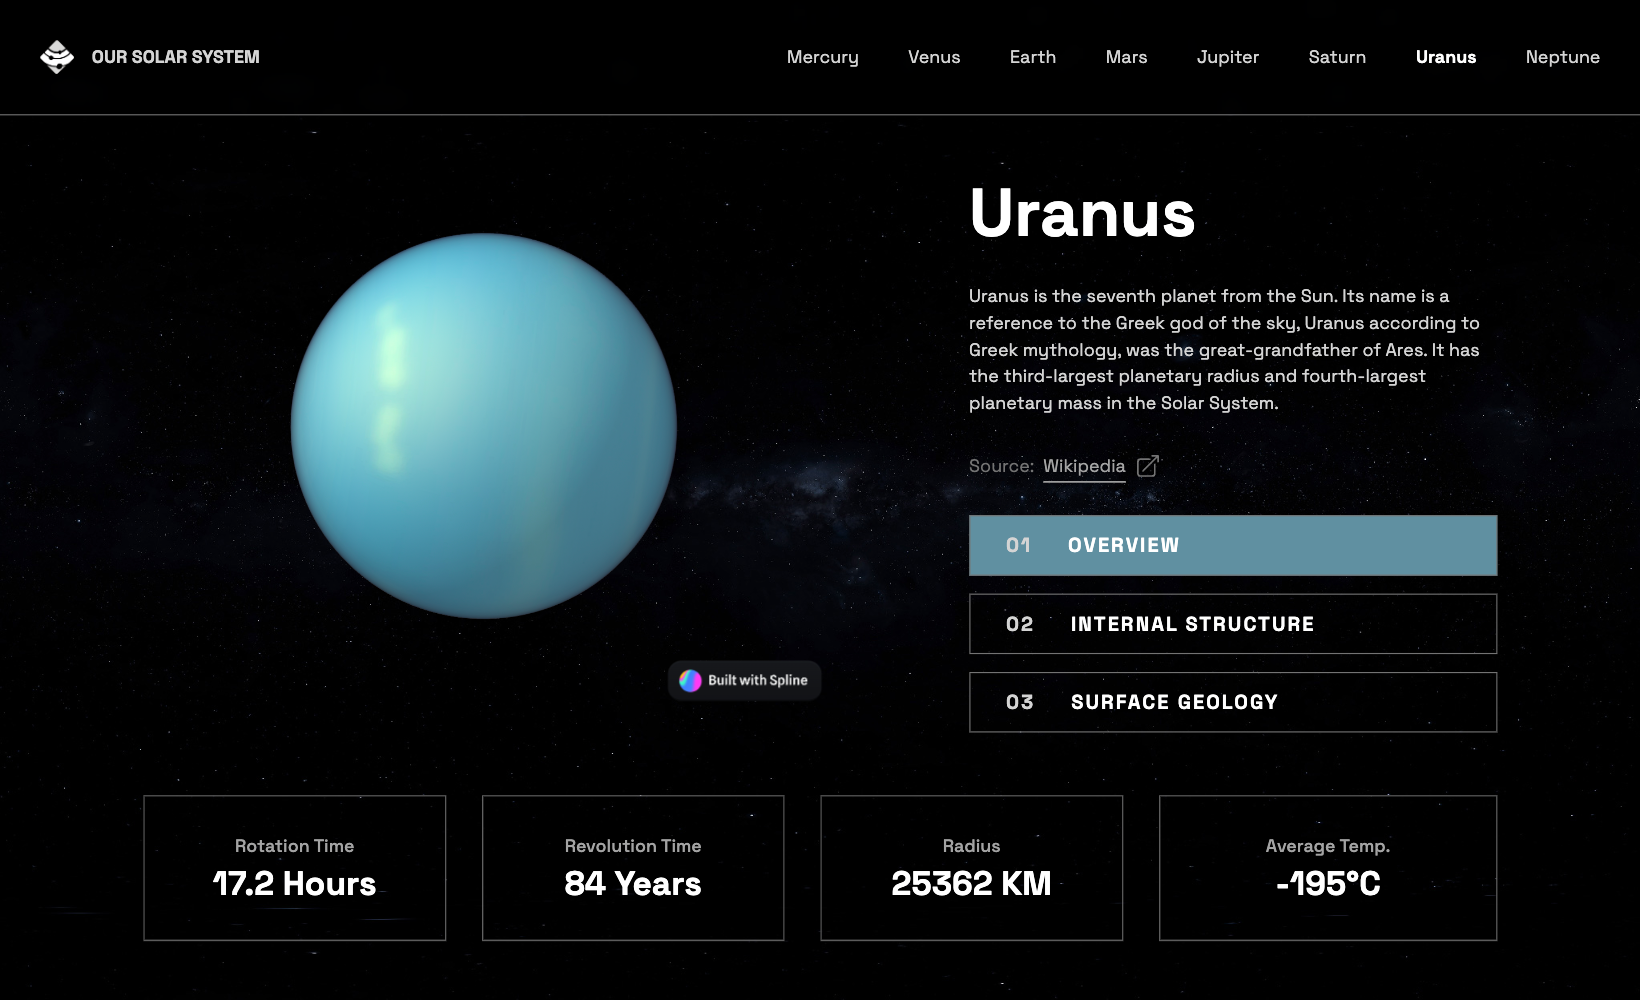 OUR SOLAR SYSTEM
Mercury
Venus
Earth
Mars
Jupiter
Saturn
Uranus
Neptune
Uranus
Uranus is the seventh planet from the Sun. Its name is a
reference to the Greek god of the sky, Uranus according to
Greek mythology, was the great-grandfather of Ares. It has
the third-largest planetary radius and fourth-largest
planetary mass in the Solar System.
Source: Wikipedia
01 OVERVIEW
02 INTERNAL STRUCTURE
03 SURFACE GEOLOGY
Built with Spline
Rotation Time
17.2 Hours
Revolution Time
84 Years
Radius
25362 KM
Average Temp.
-195°C